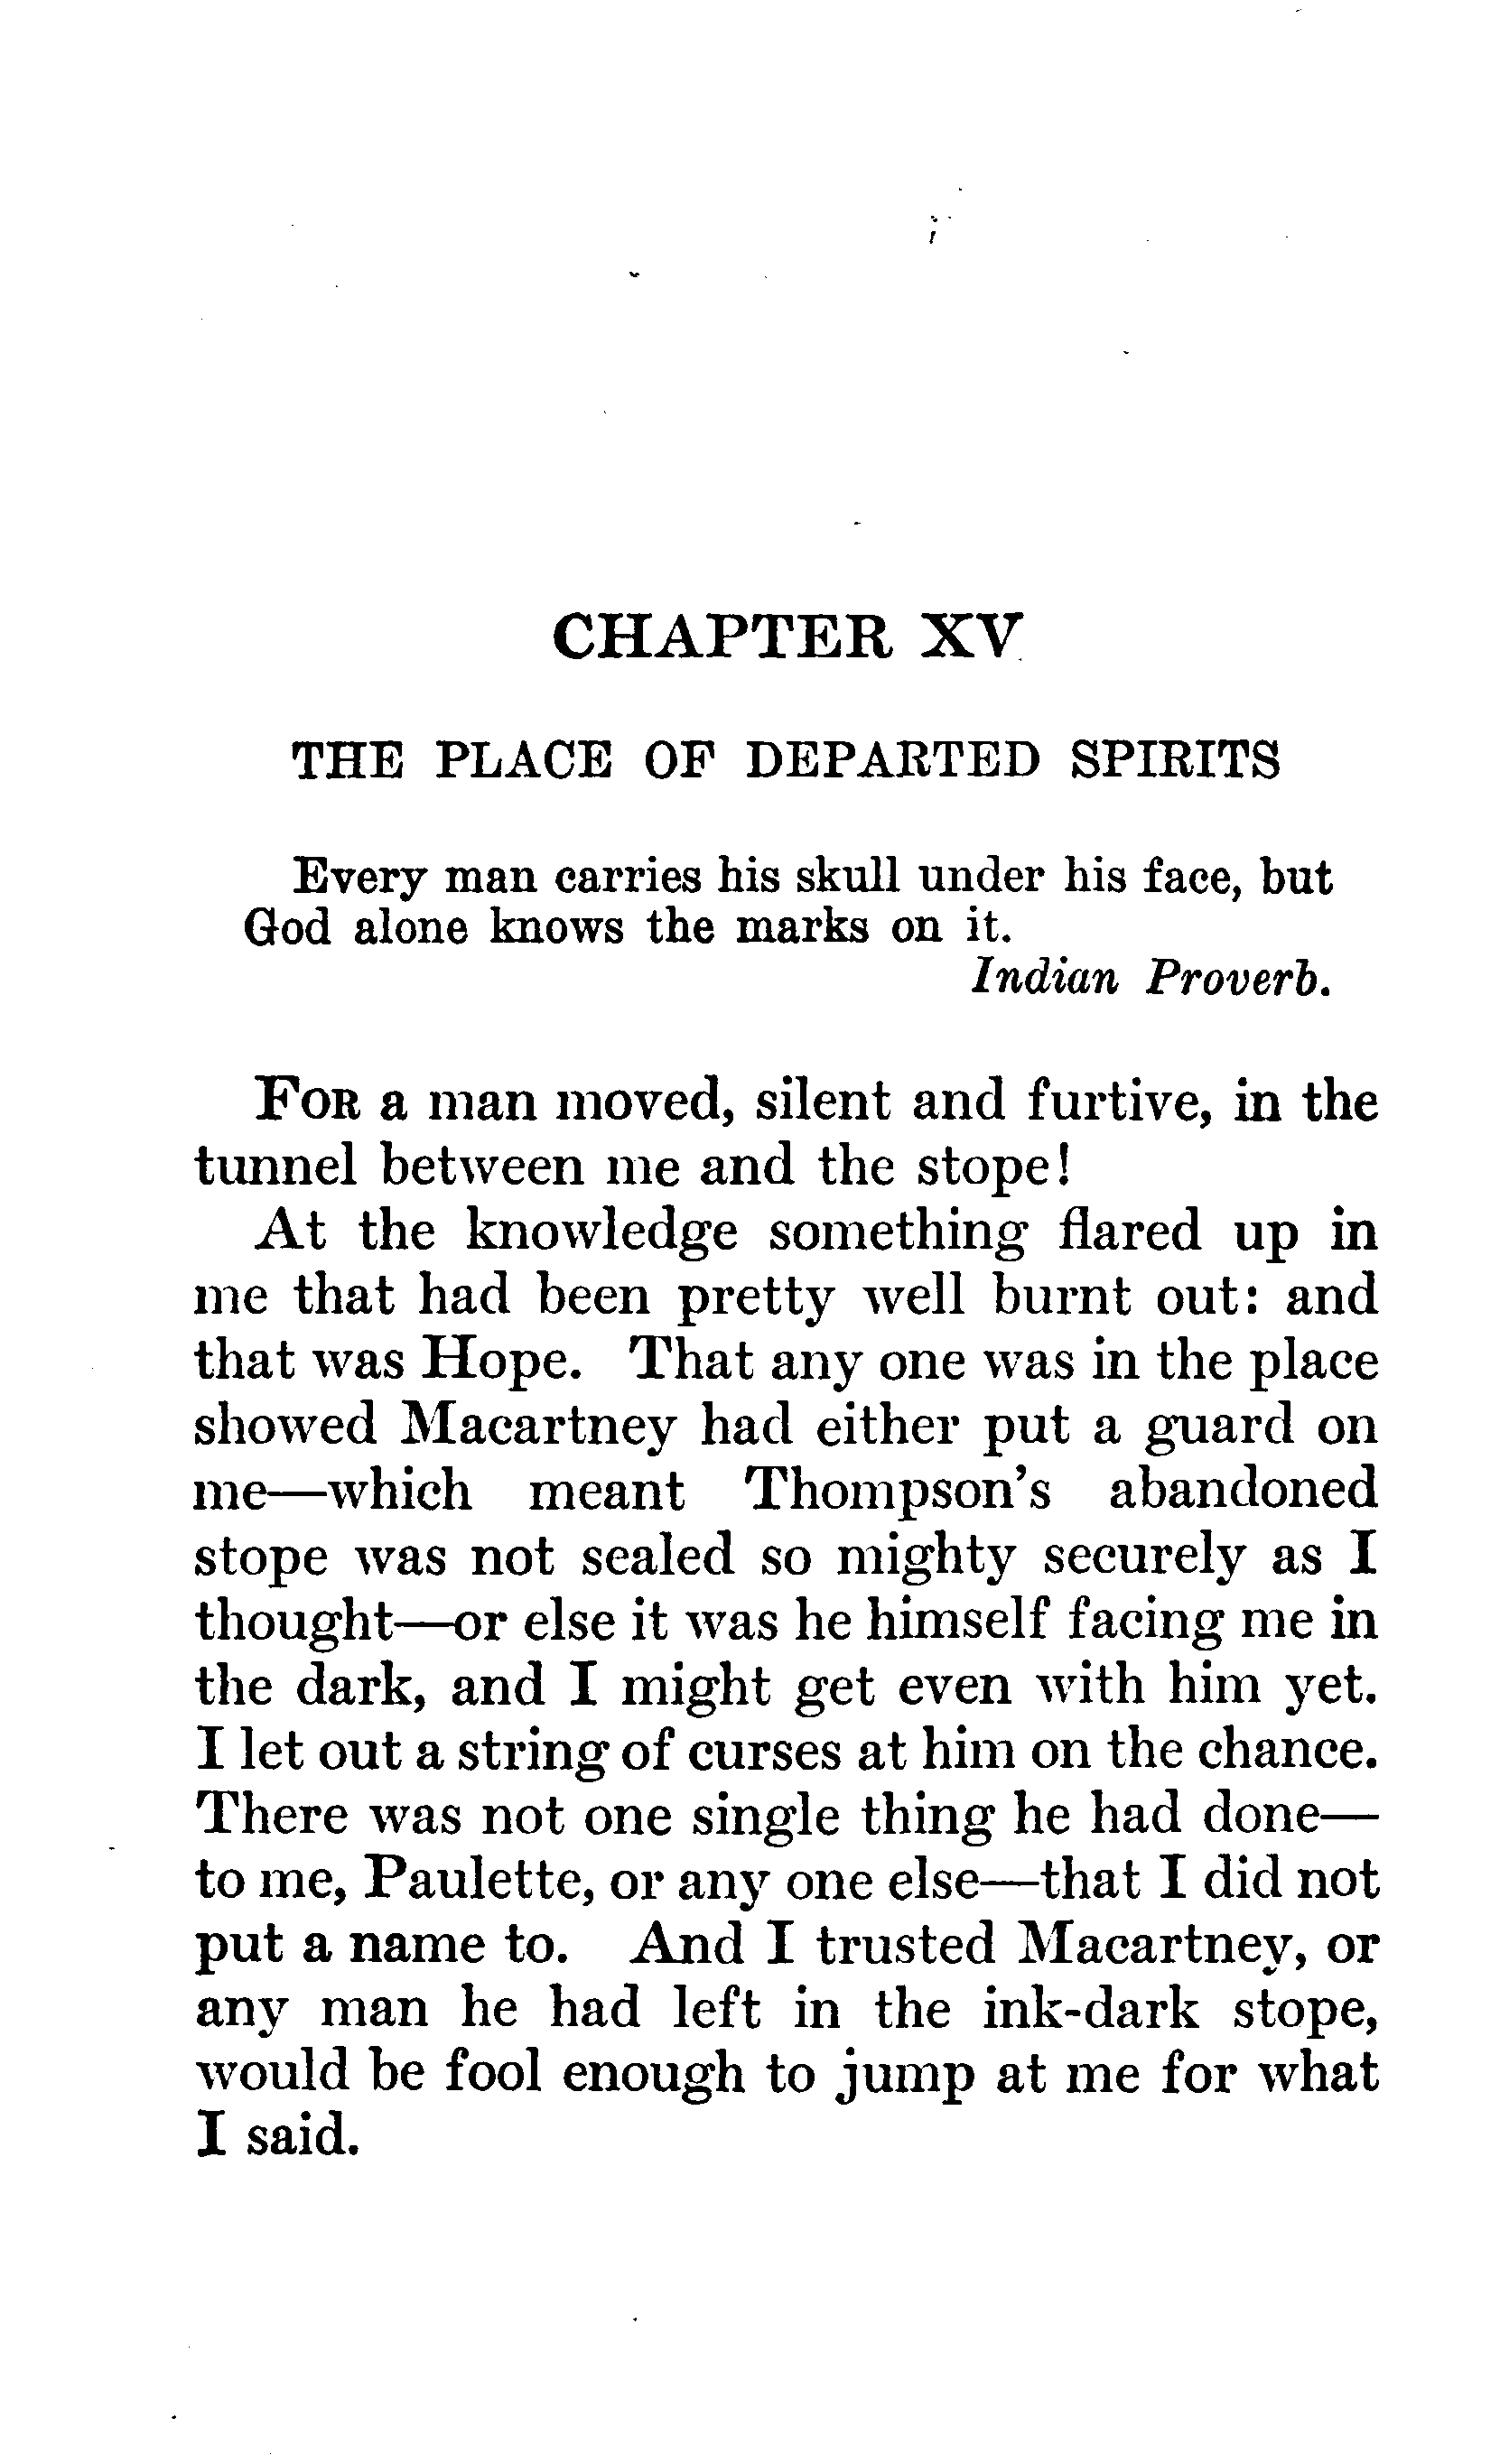 CHAPTER XV
THE PLACE OF DEPARTED SPIRITS
Every man carries his skull under his face, but
God alone knows the marks on it.
Indian Proverb.
FOR a man moved, silent and furtive, in the
tunnel between me and the stope!
At the knowledge something flared up in
me that had been pretty well burnt out: and
that was Hope. That any one was in the place
showed Macartney had either put a guard on
me—which meant Thompson's abandoned
stope was not sealed so mighty securely as I
thought—or else it was he himself facing me in
the dark, and I might get even with him yet.
I let out a string of curses at him on the chance.
There was not one single thing he had done—
to me, Paulette, or any one else—that I did not
put a name to. And I trusted Macartney, or
any man he had left in the ink-dark stope,
would be fool enough to jump at me for what
I said.